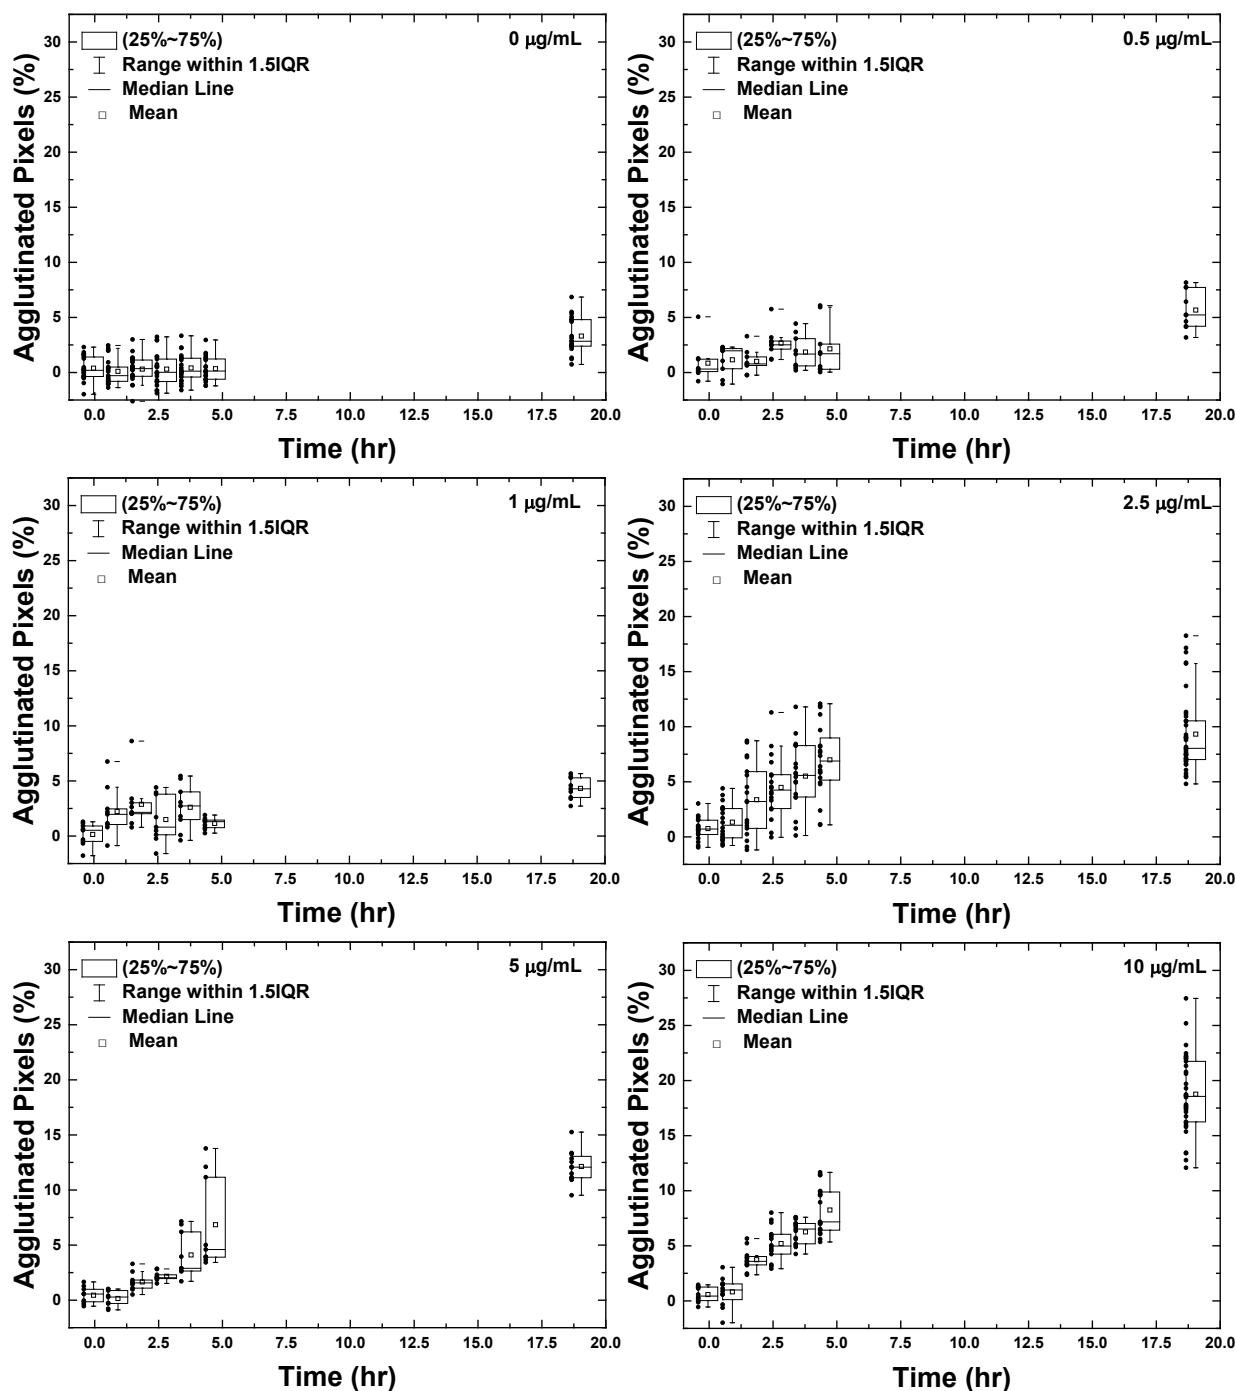 (25%~75%)
Range within 1.5IQR
Median Line
Mean
0 μg/mL
Agglutinated Pixels (%)
30
25
20
15
10
5
0
0.0 2.5 5.0 7.5 10.0 12.5 15.0 17.5 20.0
Time (hr)
(25%~75%)
Range within 1.5IQR
Median Line
Mean
0.5 μg/mL
Agglutinated Pixels (%)
30
25
20
15
10
5
0
0.0 2.5 5.0 7.5 10.0 12.5 15.0 17.5 20.0
Time (hr)
(25%~75%)
Range within 1.5IQR
Median Line
Mean
1 μg/mL
Agglutinated Pixels (%)
30
25
20
15
10
5
0
0.0 2.5 5.0 7.5 10.0 12.5 15.0 17.5 20.0
Time (hr)
(25%~75%)
Range within 1.5IQR
Median Line
Mean
2.5 μg/mL
Agglutinated Pixels (%)
30
25
20
15
10
5
0
0.0 2.5 5.0 7.5 10.0 12.5 15.0 17.5 20.0
Time (hr)
(25%~75%)
Range within 1.5IQR
Median Line
Mean
5 μg/mL
Agglutinated Pixels (%)
30
25
20
15
10
5
0
0.0 2.5 5.0 7.5 10.0 12.5 15.0 17.5 20.0
Time (hr)
(25%~75%)
Range within 1.5IQR
Median Line
Mean
10 μg/mL
Agglutinated Pixels (%)
30
25
20
15
10
5
0
0.0 2.5 5.0 7.5 10.0 12.5 15.0 17.5 20.0
Time (hr)